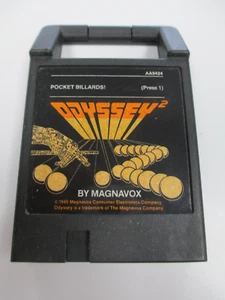 AA9424
POCKET BILLARDS! (Press 1)
ODYSSEY²
BY MAGNAVOX
© 1980 Magnavox Consumer Electronics Company
Odyssey is a trademark of The Magnavox Company